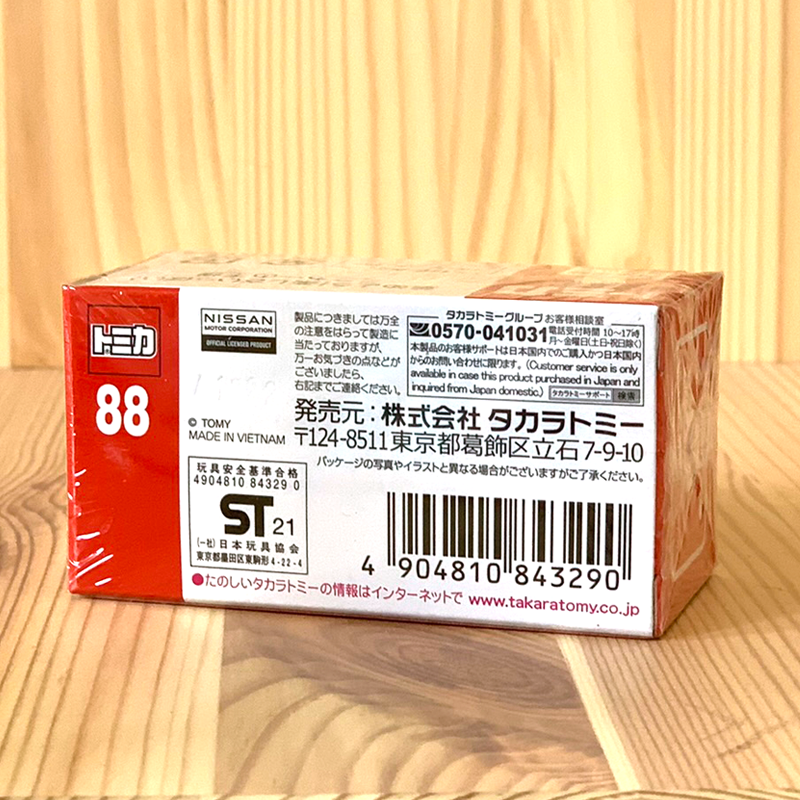 トミカ
88
NISSAN
MOTOR CORPORATION
OFFICIAL LICENSED PRODUCT
© TOMY
MADE IN VIETNAM
製品につきましては万全
の注意をはらって製造に
当たっておりますが、
万一お気づきの点などが
ございましたら、
右記までご連絡ください。
タカラトミーグループ お客様相談室
0570-041031
電話受付時間 10〜17時
月〜金曜日(土・日・祝日除く)
本製品のお客様サポートは日本国内でのご購入かつ日本国内
からのお問い合わせに限ります。(Customer service is only
available in case this product purchased in Japan and
inquired from Japan domestic.) タカラトミーサポート 検索
発売元:株式会社 タカラトミー
〒124-8511東京都葛飾区立石7-9-10
パッケージの写真やイラストと異なる場合がございますがご了承ください。
玩具安全基準合格
4904810 84329 0
ST 21
(一社)日本玩具協会
東京都墨田区東駒形4-22-4
4 904810 843290
●たのしいタカラトミーの情報はインターネットで www.takaratomy.co.jp